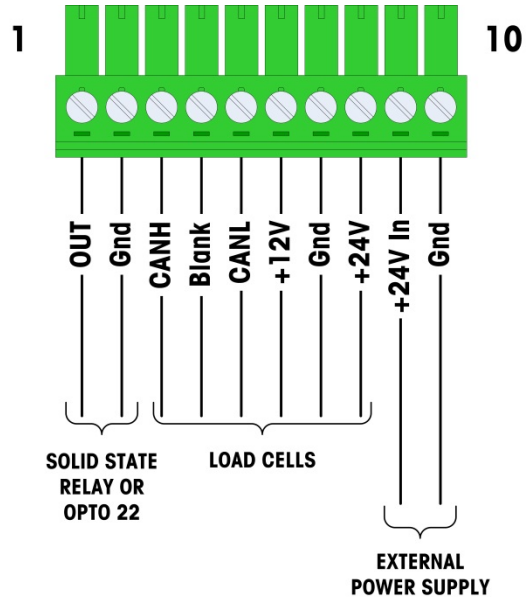 1
10
OUT
Gnd
CANH
Blank
CANL
+12V
Gnd
+24V
+24V In
Gnd
SOLID STATE
RELAY OR
OPTO 22
LOAD CELLS
EXTERNAL
POWER SUPPLY